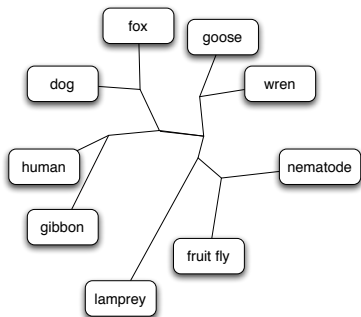 fox
goose
dog
wren
human
nematode
gibbon
fruit fly
lamprey